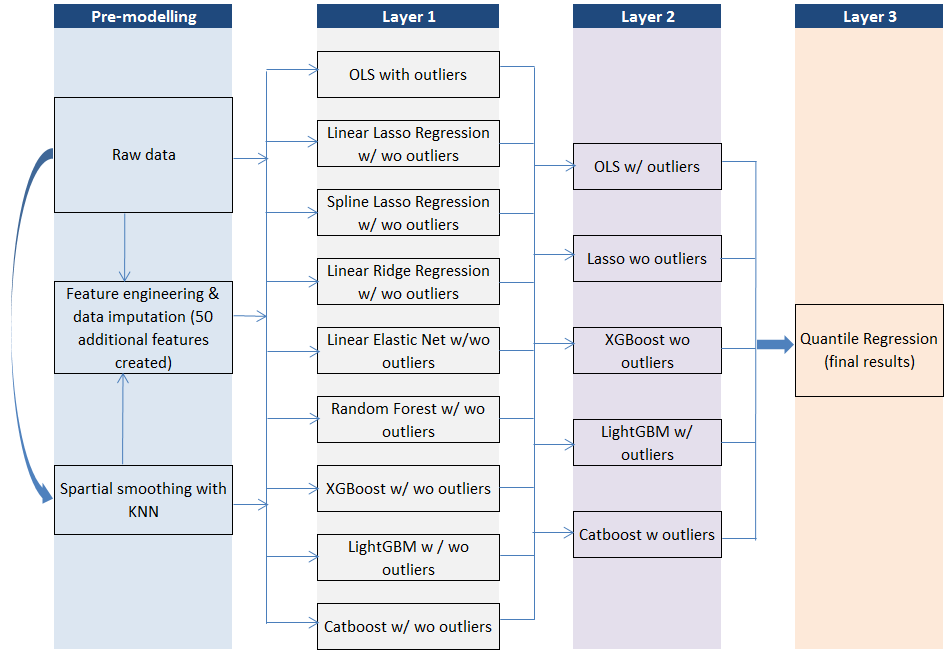 Pre-modelling
Raw data
Feature engineering &
data imputation (50
additional features
created)
Spartial smoothing with
KNN
Layer 1
OLS with outliers
Linear Lasso Regression
w/ wo outliers
Spline Lasso Regression
w/ wo outliers
Linear Ridge Regression
w/ wo outliers
Linear Elastic Net w/wo
outliers
Random Forest w/ wo
outliers
XGBoost w/ wo outliers
LightGBM w / wo
outliers
Catboost w/ wo outliers
Layer 2
OLS w/ outliers
Lasso wo outliers
XGBoost wo
outliers
LightGBM w/
outliers
Catboost w outliers
Layer 3
Quantile Regression
(final results)